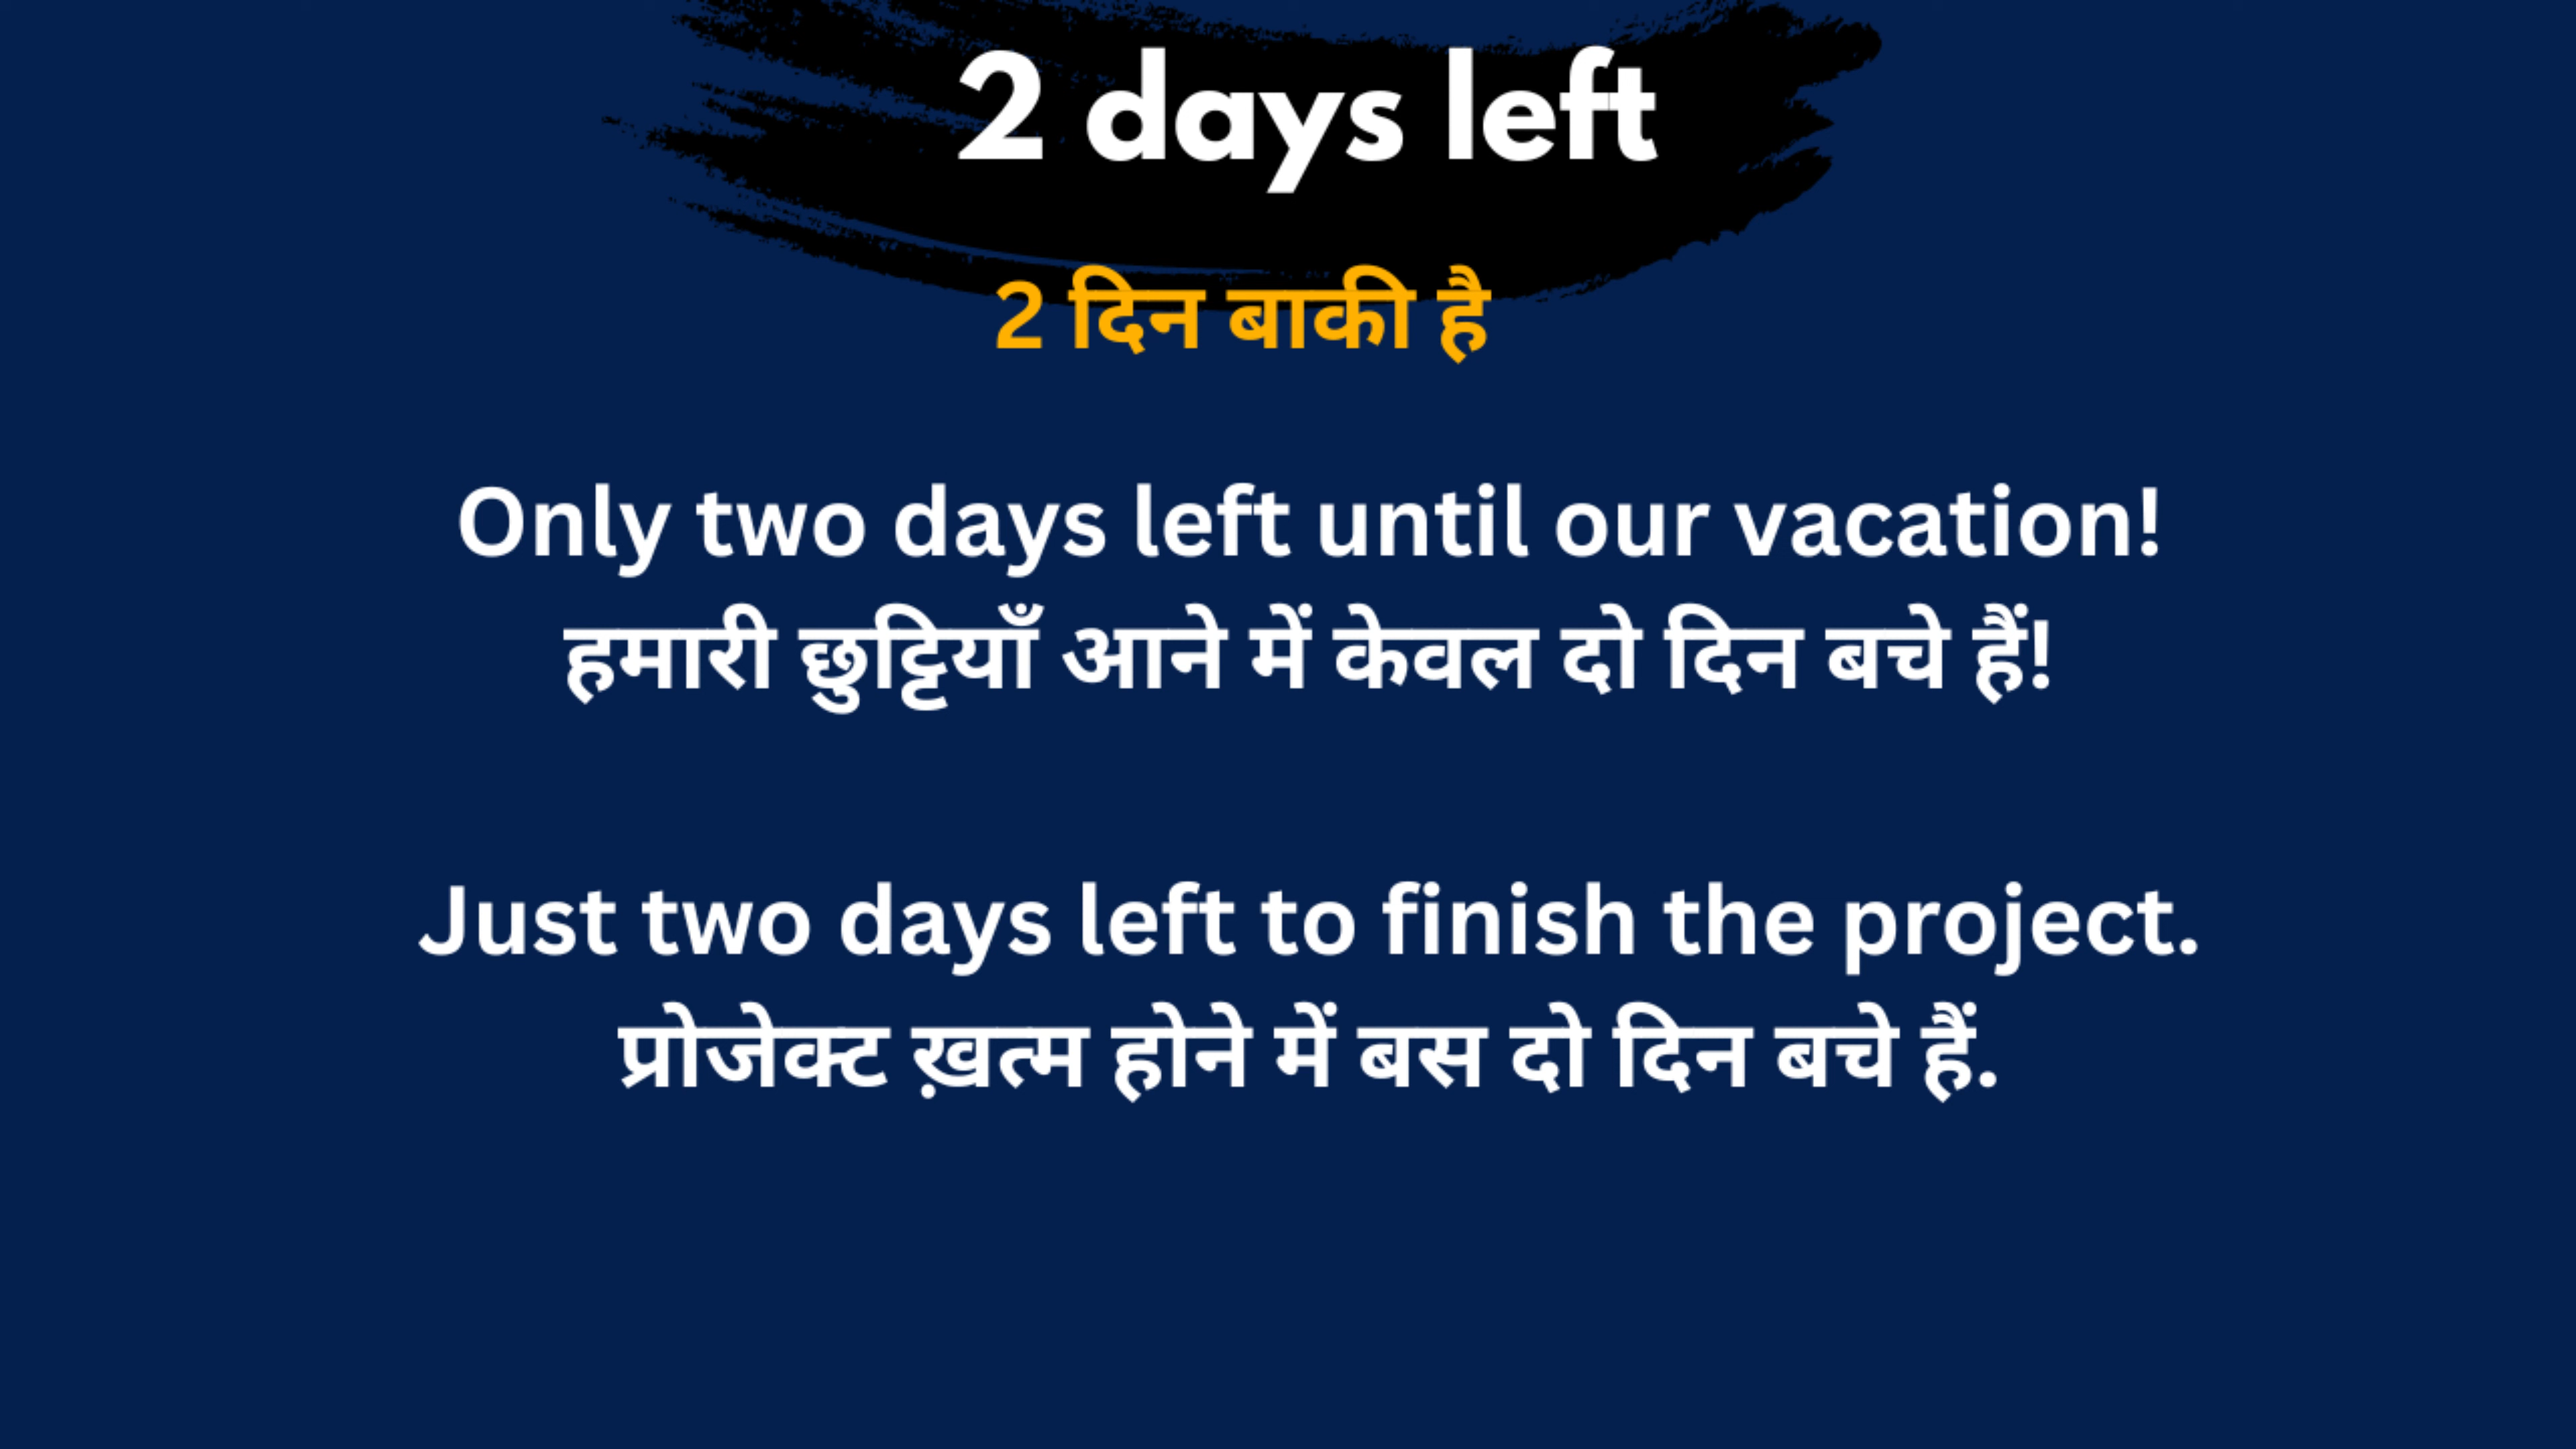 2 days left
2 दिन बाकी है
Only two days left until our vacation!
हमारी छुट्टियाँ आने में केवल दो दिन बचे हैं!
Just two days left to finish the project.
प्रोजेक्ट ख़त्म होने में बस दो दिन बचे हैं.